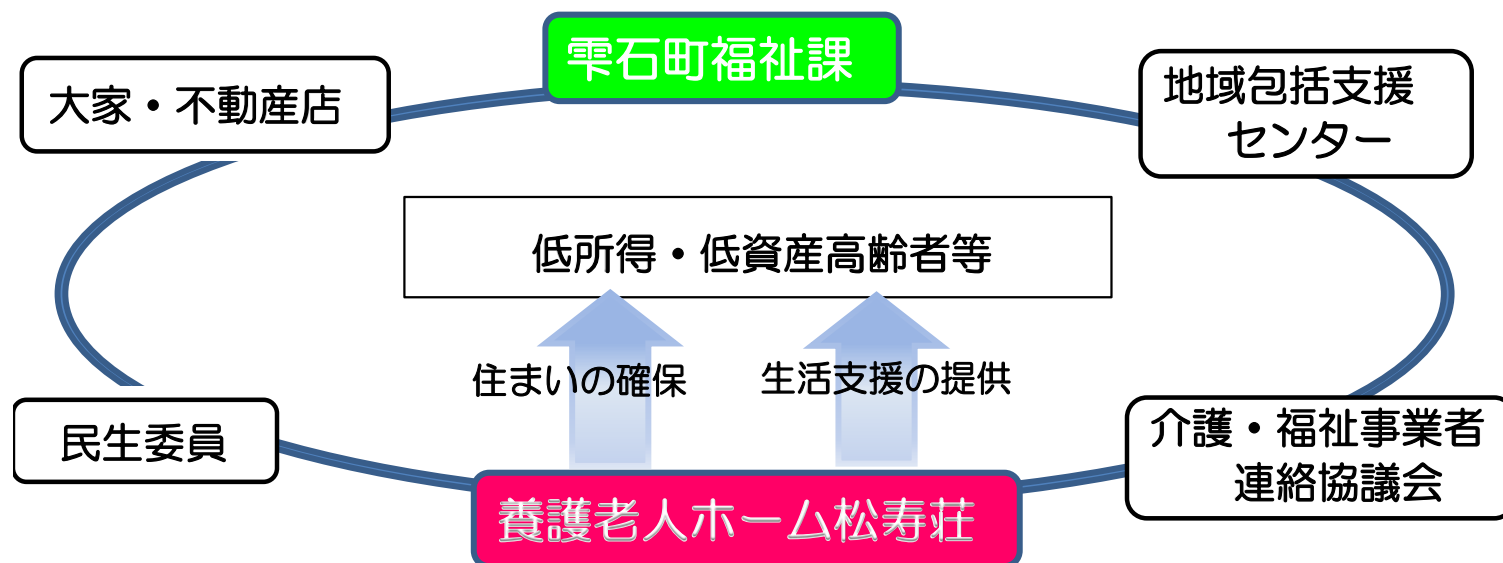 雫石町福祉課
大家・不動産店
地域包括支援
センター
低所得・低資産高齢者等
住まいの確保
生活支援の提供
民生委員
介護・福祉事業者
連絡協議会
養護老人ホーム松寿荘